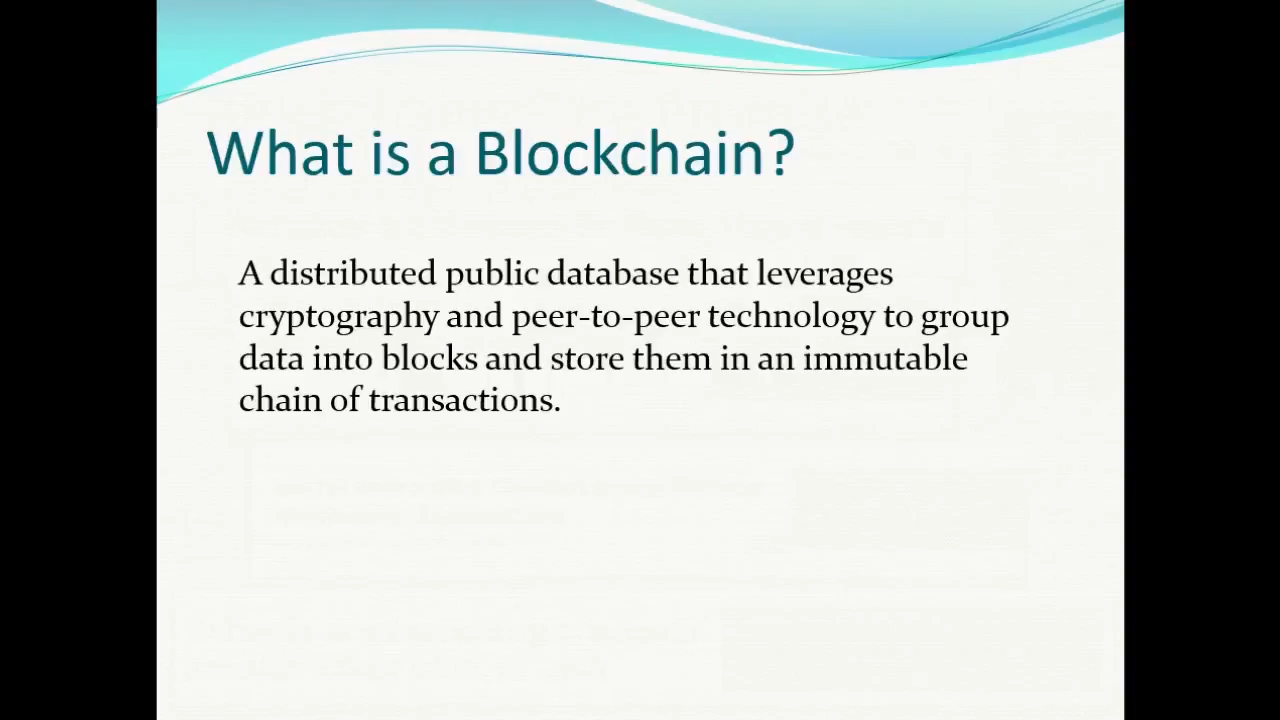 What is a Blockchain?
A distributed public database that leverages
cryptography and peer-to-peer technology to group
data into blocks and store them in an immutable
chain of transactions.